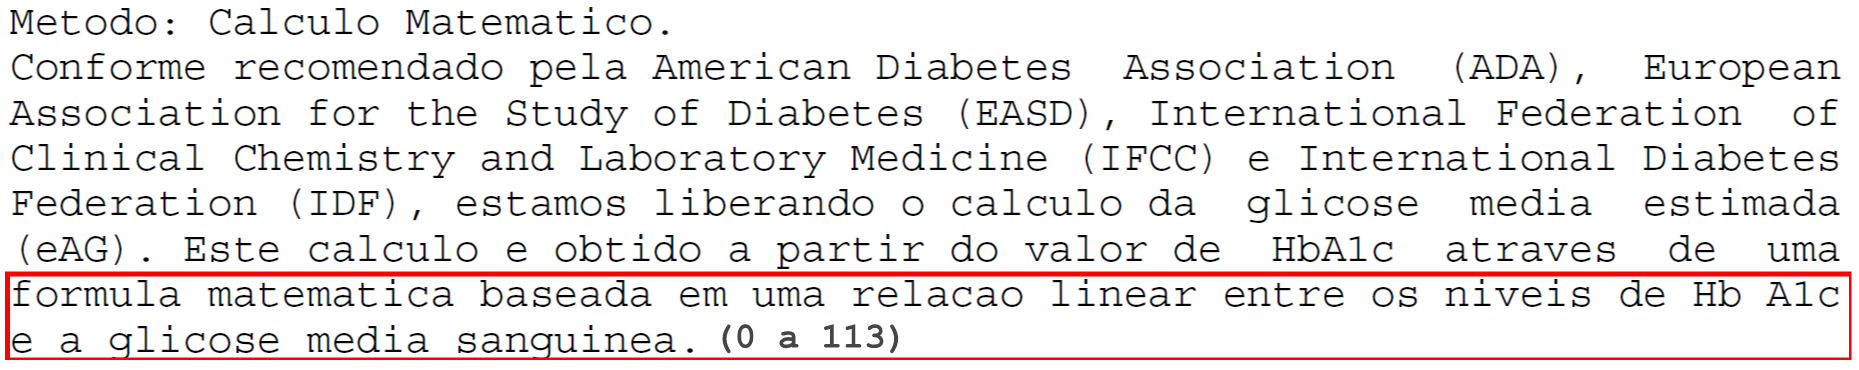 Metodo: Calculo Matematico.
Conforme recomendado pela American Diabetes Association (ADA), European
Association for the Study of Diabetes (EASD), International Federation of
Clinical Chemistry and Laboratory Medicine (IFCC) e International Diabetes
Federation (IDF), estamos liberando o calculo da glicose media estimada
(eAG). Este calculo e obtido a partir do valor de HbA1c atraves de uma
formula matematica baseada em uma relacao linear entre os niveis de Hb A1c
e a glicose media sanguinea. (0 a 113)